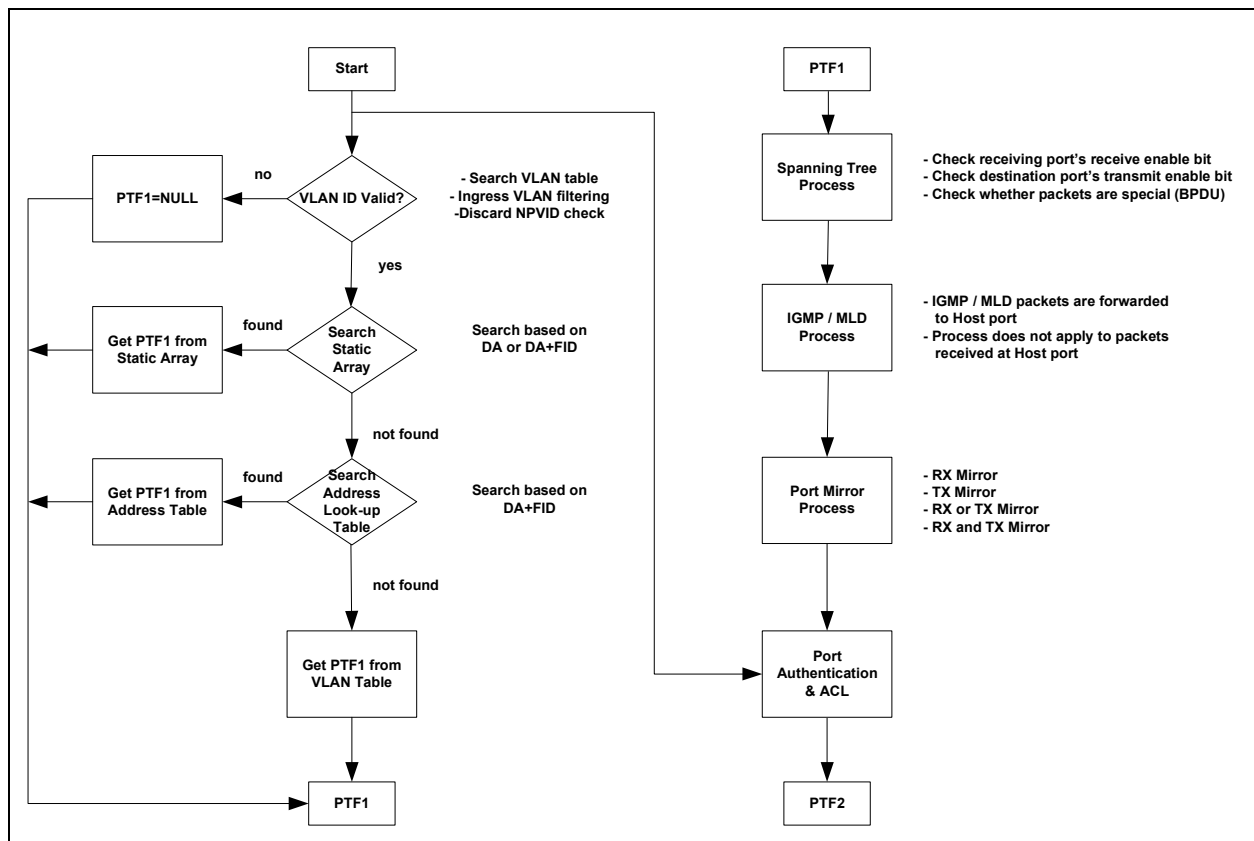 Start
no
PTF1=NULL
VLAN ID Valid?
- Search VLAN table
- Ingress VLAN filtering
-Discard NPVID check
yes
found
Get PTF1 from
Static Array
Search
Static
Array
Search based on
DA or DA+FID
not found
found
Get PTF1 from
Address Table
Search
Address
Look-up
Table
Search based on
DA+FID
not found
Get PTF1 from
VLAN Table
PTF1
PTF1
Spanning Tree
Process
- Check receiving port's receive enable bit
- Check destination port's transmit enable bit
- Check whether packets are special (BPDU)
IGMP / MLD
Process
- IGMP / MLD packets are forwarded
to Host port
- Process does not apply to packets
received at Host port
Port Mirror
Process
- RX Mirror
- TX Mirror
- RX or TX Mirror
- RX and TX Mirror
Port
Authentication
& ACL
PTF2